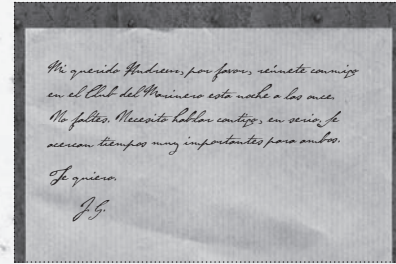 Mi querido Andrew, por favor, reúnete conmigo
en el Club del Marinero esta noche a las once.
No faltes. Necesito hablar contigo, en serio. Se
acercan tiempos muy importantes para ambos.
Te quiero.
J. G.